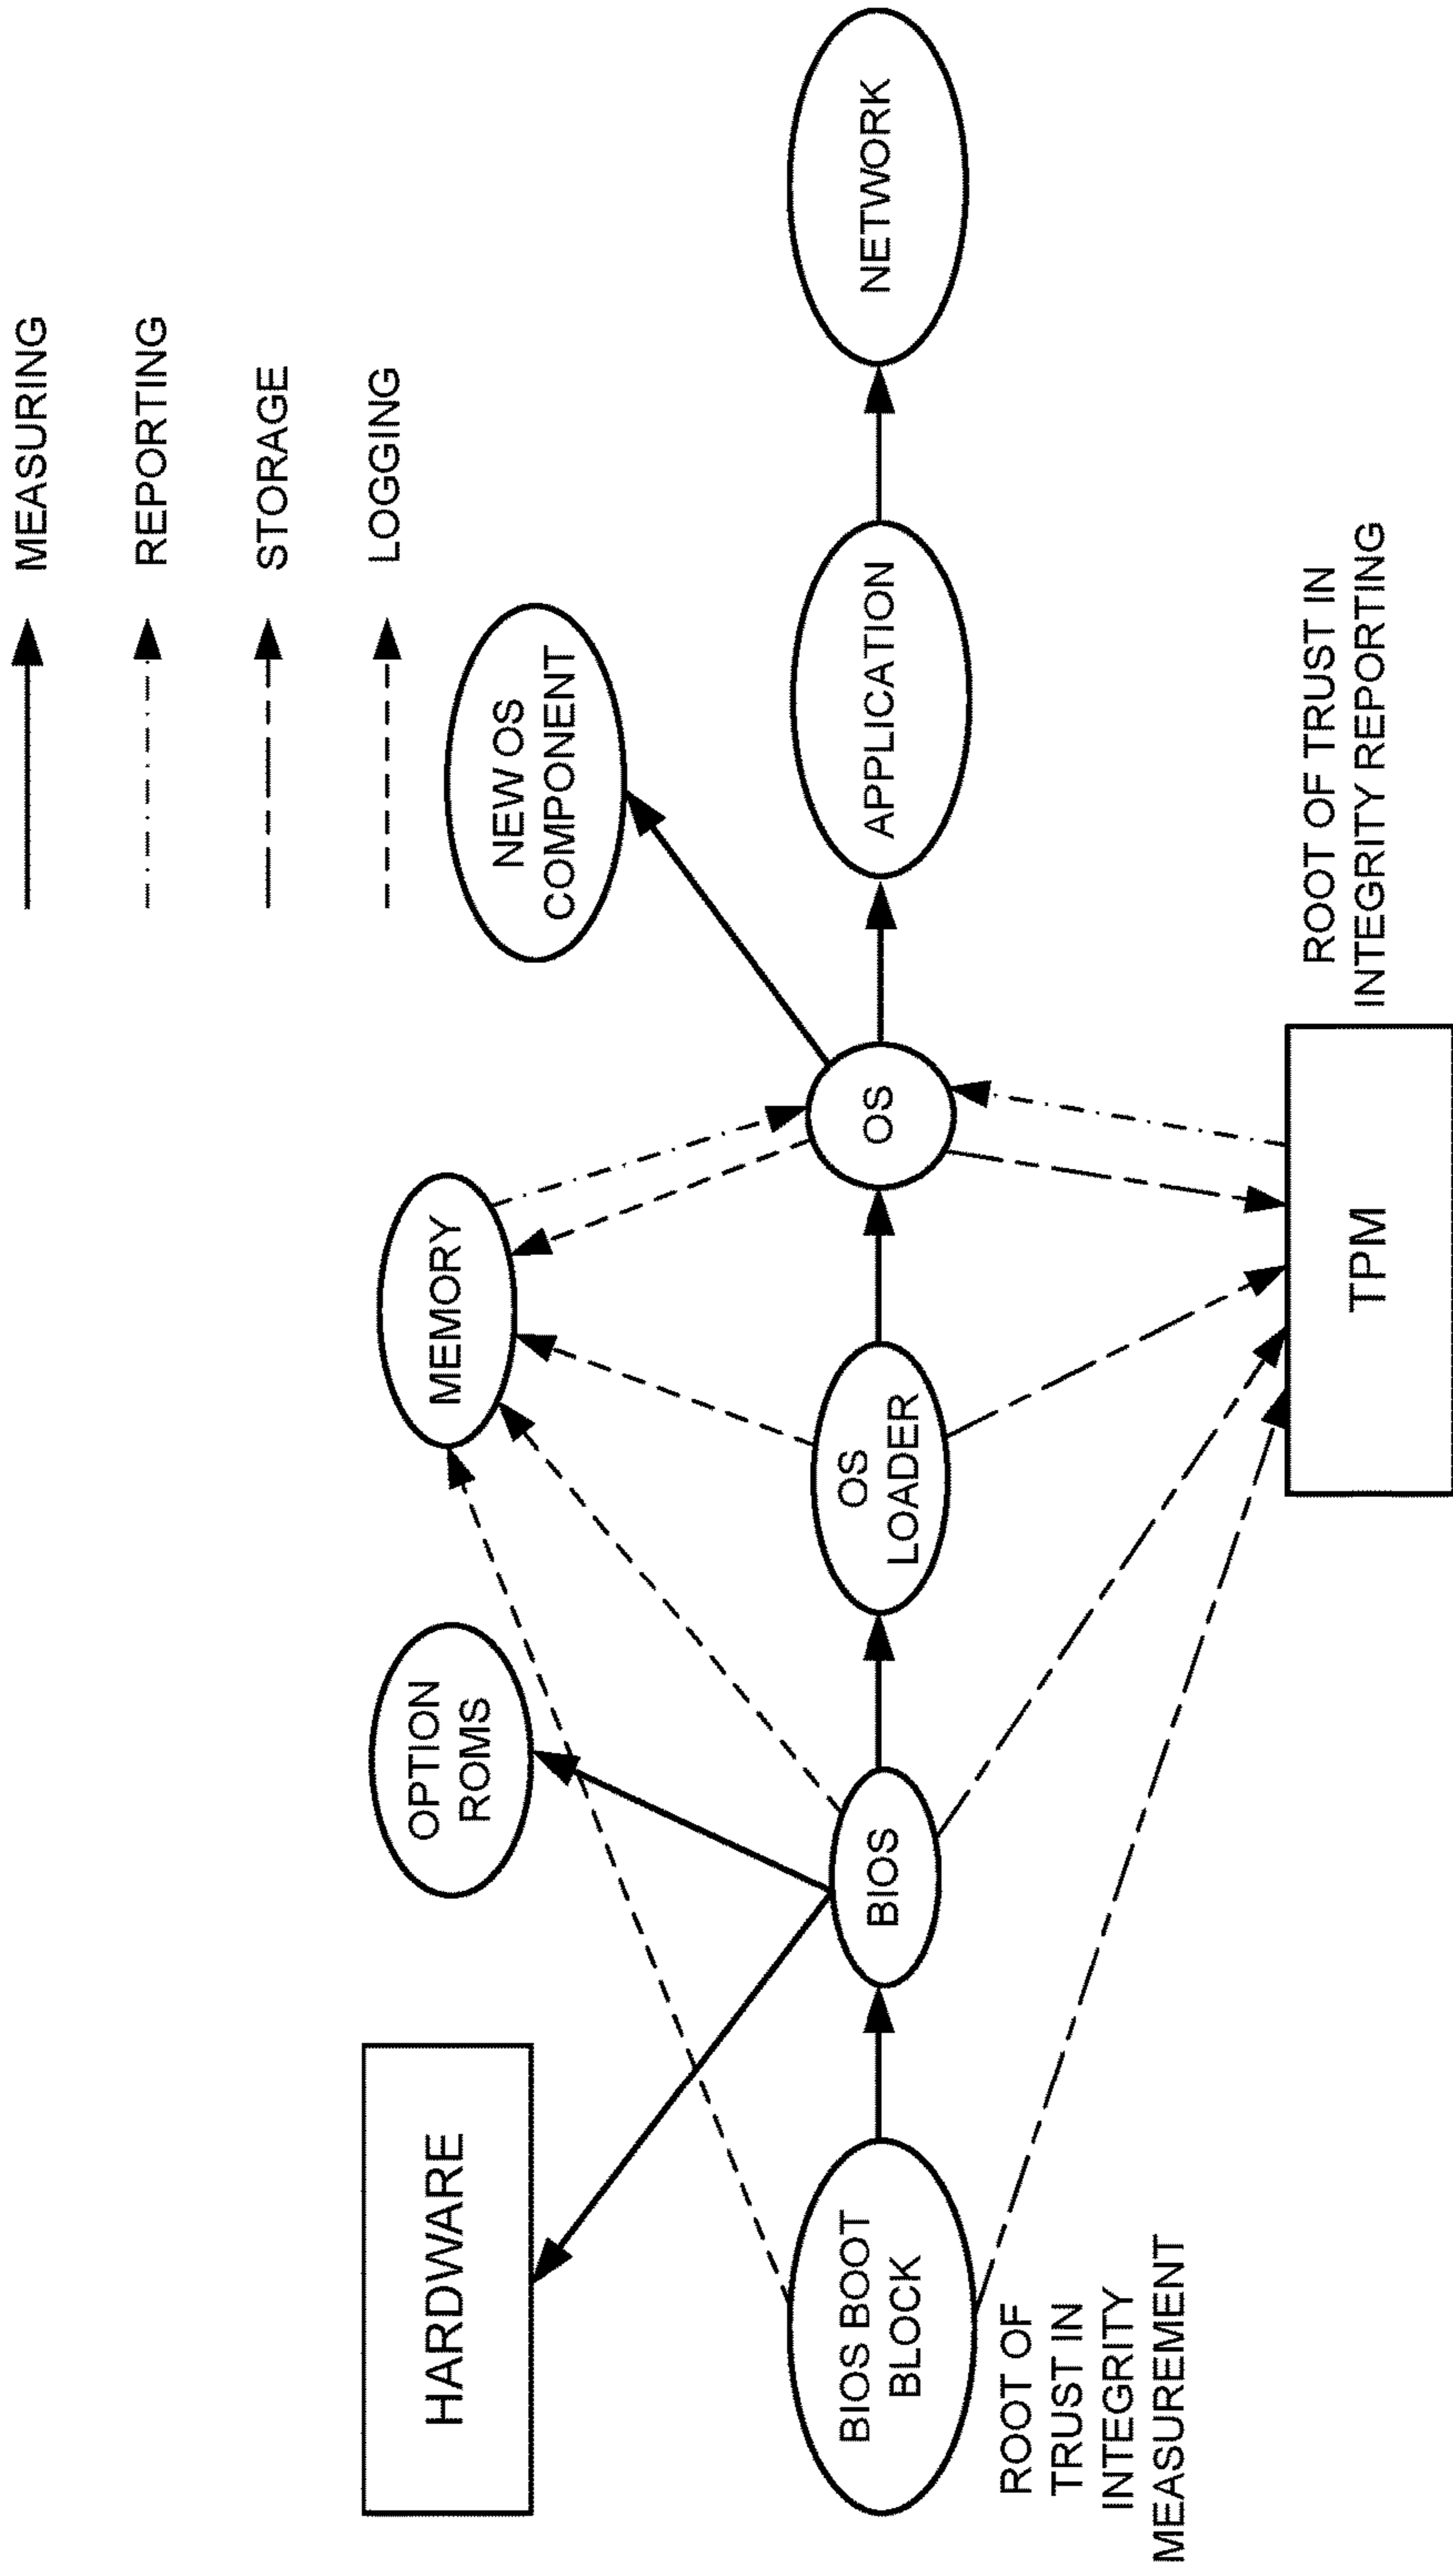 MEASURING
REPORTING
STORAGE
LOGGING
HARDWARE
OPTION
ROMS
MEMORY
NEW OS
COMPONENT
BIOS BOOT
BLOCK
BIOS
OS
LOADER
OS
APPLICATION
NETWORK
ROOT OF
TRUST IN
INTEGRITY
MEASUREMENT
TPM
ROOT OF TRUST IN
INTEGRITY REPORTING